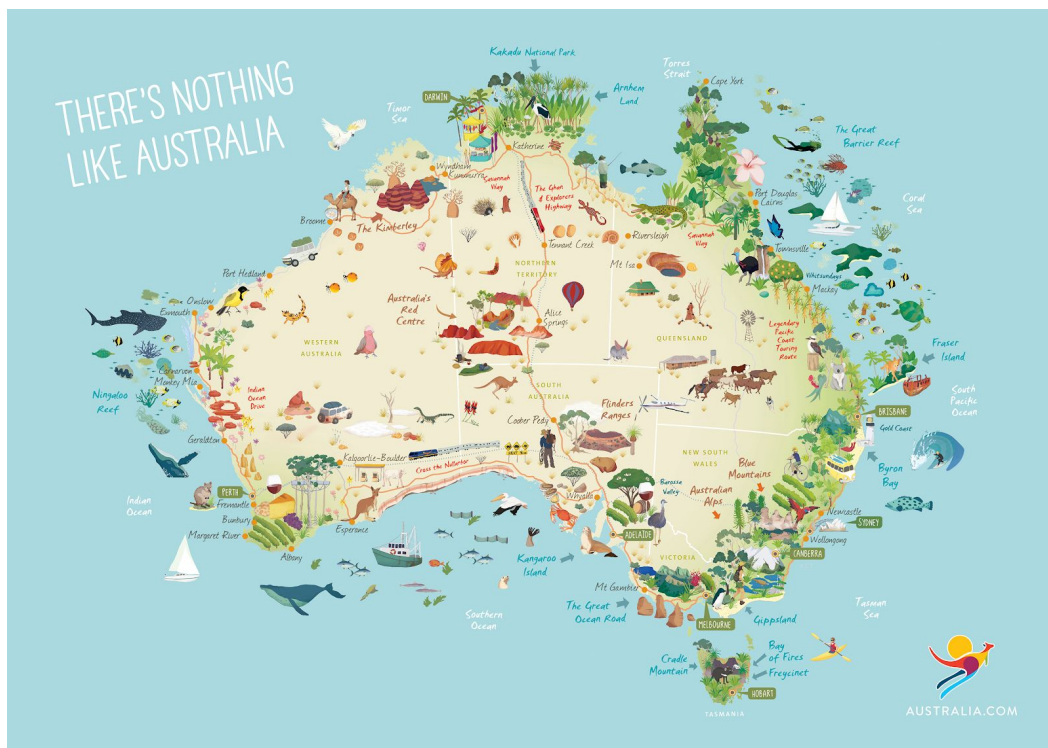 THERE'S NOTHING
LIKE AUSTRALIA
Kakadu National Park
Arnhem
Land
DARWIN
Timor
Sea
Torres
Strait
Cape York
The Great
Barrier Reef
Katherine
Wyndham
Kununurra
Savannah
Way
The Ghan
& Explorers
Highway
Port Douglas
Cairns
Coral
Sea
Broome
The Kimberley
Riversleigh
Savannah
Way
Townsville
Tennant Creek
NORTHERN
TERRITORY
Mt Isa
Whitsundays
Mackay
Port Hedland
Onslow
Exmouth
Australia's
Red
Centre
Alice
Springs
Legendary
Pacific
Coast
Touring
Route
WESTERN
AUSTRALIA
QUEENSLAND
Fraser
Island
Carnarvon
Monkey Mia
Ningaloo
Reef
Indian
Ocean
Drive
SOUTH
AUSTRALIA
South
Pacific
Ocean
Coober Pedy
Flinders
Ranges
BRISBANE
Gold Coast
Geraldton
Kalgoorlie-Boulder
Cross the Nullarbor
NEW SOUTH
WALES
Blue
Mountains
Byron
Bay
PERTH
Fremantle
Bunbury
Margaret River
Albany
Esperance
Indian
Ocean
Whyalla
Barossa
Valley
Australian
Alps
Newcastle
SYDNEY
Wollongong
ADELAIDE
CANBERRA
Kangaroo
Island
VICTORIA
Mt Gambier
The Great
Ocean Road
MELBOURNE
Gippsland
Tasman
Sea
Southern
Ocean
Cradle
Mountain
Bay
of Fires
Freycinet
HOBART
TASMANIA
AUSTRALIA.COM